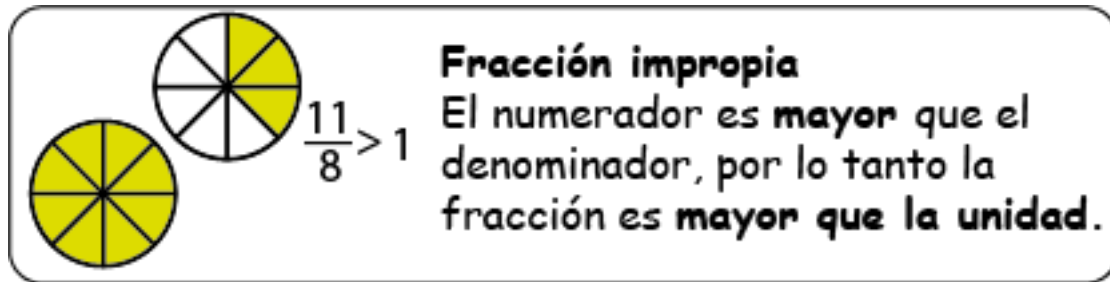 11/8 > 1
Fracción impropia
El numerador es mayor que el
denominador, por lo tanto la
fracción es mayor que la unidad.